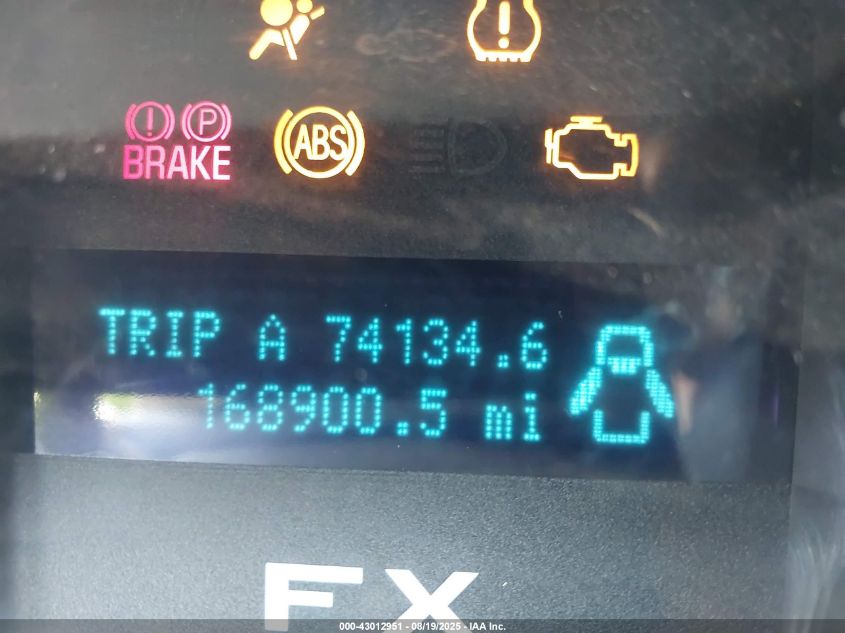 ! P
BRAKE
ABS
TRIP A 74134.6
168900.5 mi
FX
000-43012951 - 08/19/2025 - IAA Inc.